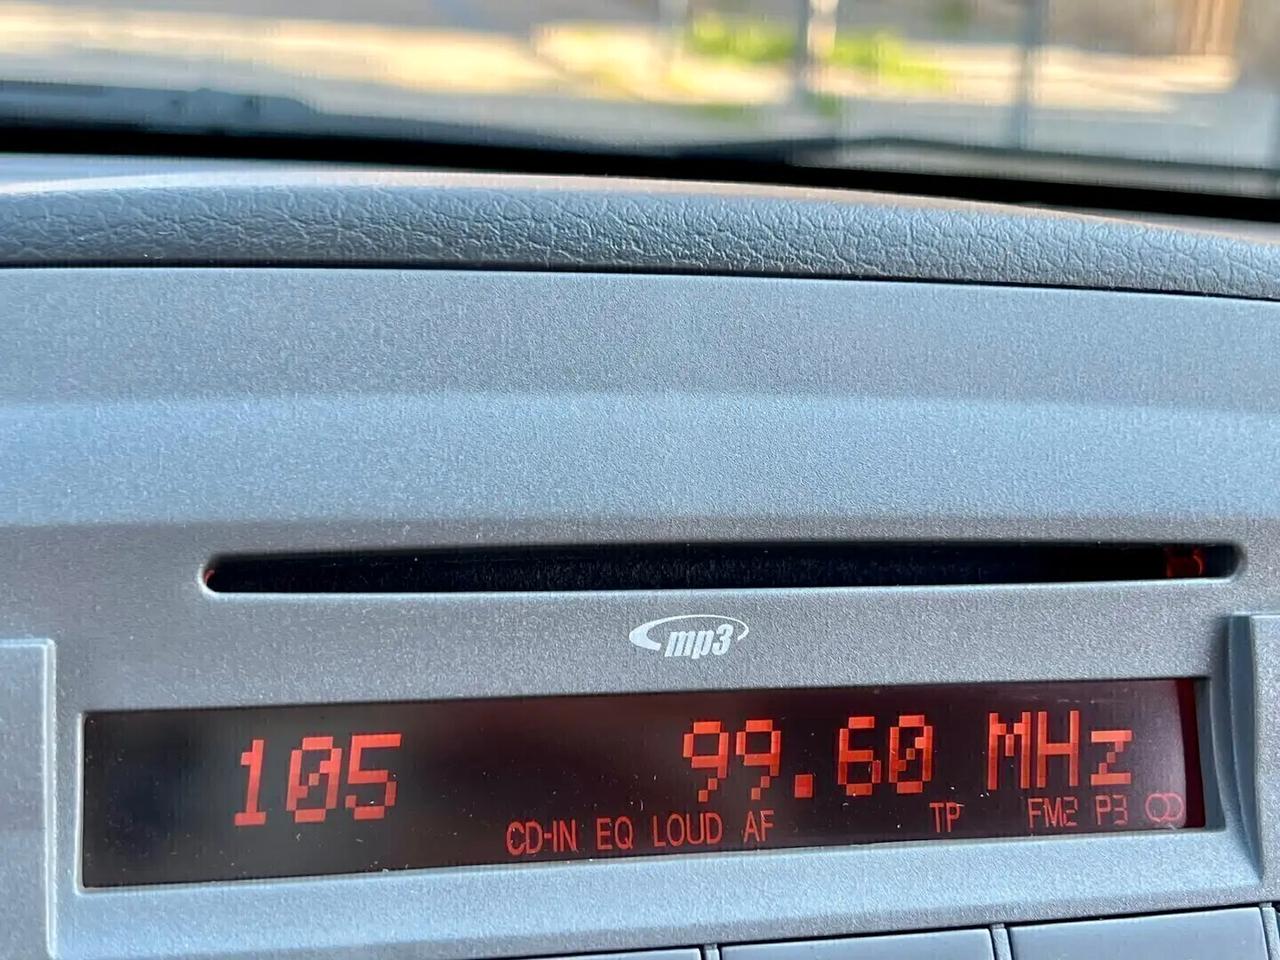 mp3
105 99.60 MHz
CD-IN EQ LOUD AF TP FM2 P3